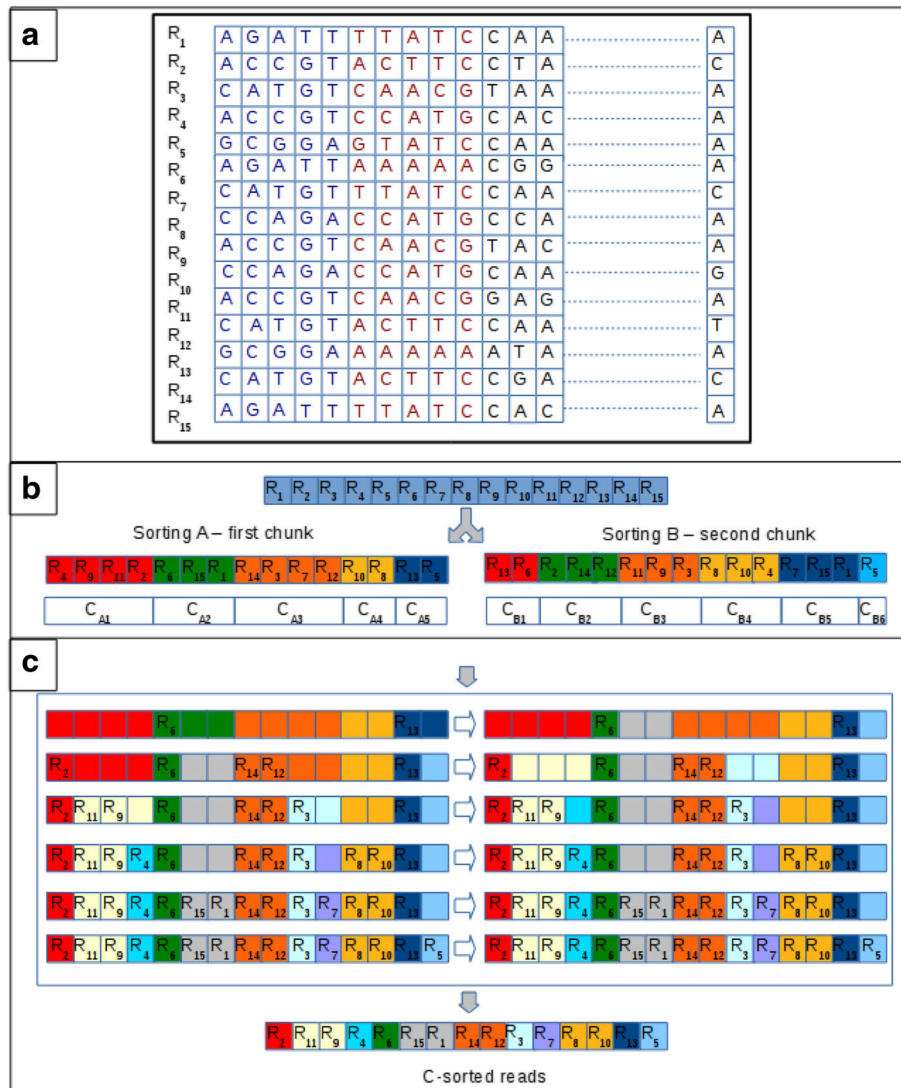 a
R1 A G A T T T T A T C C A A A
R2 A C C G T A C T T C C T A C
R3 C A T G T C A A C G T A A A
R4 A C C G T C C A T G C A C A
R5 G C G G A G T A T C C A A A
R6 A G A T T A A A A A C G G A
R7 C A T G T T T A T C C A A C
R8 C C A G A C C A T G C C A A
R9 A C C G T C A A C G T A C A
R10 C C A G A C C A T G C A A G
R11 A C C G T C A A C G G A G A
R12 C A T G T A C T T C C A A T
R13 G C G G A A A A A A A T A A
R14 C A T G T A C T T C C G A C
R15 A G A T T T T A T C C A C A
b
R1 R2 R3 R4 R5 R6 R7 R8 R9 R10 R11 R12 R13 R14 R15
Sorting A – first chunk
Sorting B – second chunk
R4 R9 R11 R2 R6 R15 R1 R14 R3 R7 R12 R10 R8 R13 R5
R13 R6 R2 R14 R12 R11 R9 R3 R8 R10 R4 R7 R15 R1 R5
CA1 CA2 CA3 CA4 CA5
CB1 CB2 CB3 CB4 CB5 CB6
c
R6 R13
R6 R13
R2 R6 R14 R12 R13
R2 R6 R14 R12 R13
R2 R11 R9 R6 R14 R12 R3 R13
R2 R11 R9 R6 R14 R12 R3 R13
R2 R11 R9 R4 R6 R14 R12 R3 R8 R10 R13
R2 R11 R9 R4 R6 R14 R12 R3 R7 R8 R10 R13
R2 R11 R9 R4 R6 R15 R1 R14 R12 R3 R7 R8 R10 R13
R2 R11 R9 R4 R6 R15 R1 R14 R12 R3 R7 R8 R10 R13
R2 R11 R9 R4 R6 R15 R1 R14 R12 R3 R7 R8 R10 R13 R5
R2 R11 R9 R4 R6 R15 R1 R14 R12 R3 R7 R8 R10 R13 R5
R2 R11 R9 R4 R6 R15 R1 R14 R12 R3 R7 R8 R10 R13 R5
C-sorted reads